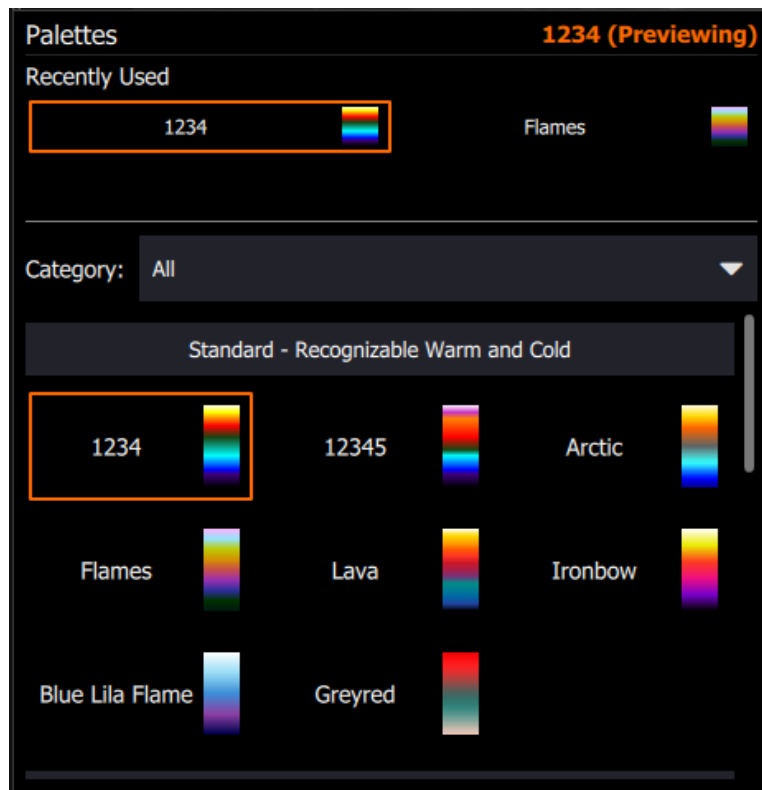 Palettes 1234 (Previewing)
Recently Used
1234 Flames
Category: All
Standard - Recognizable Warm and Cold
1234 12345 Arctic
Flames Lava Ironbow
Blue Lila Flame Greyred